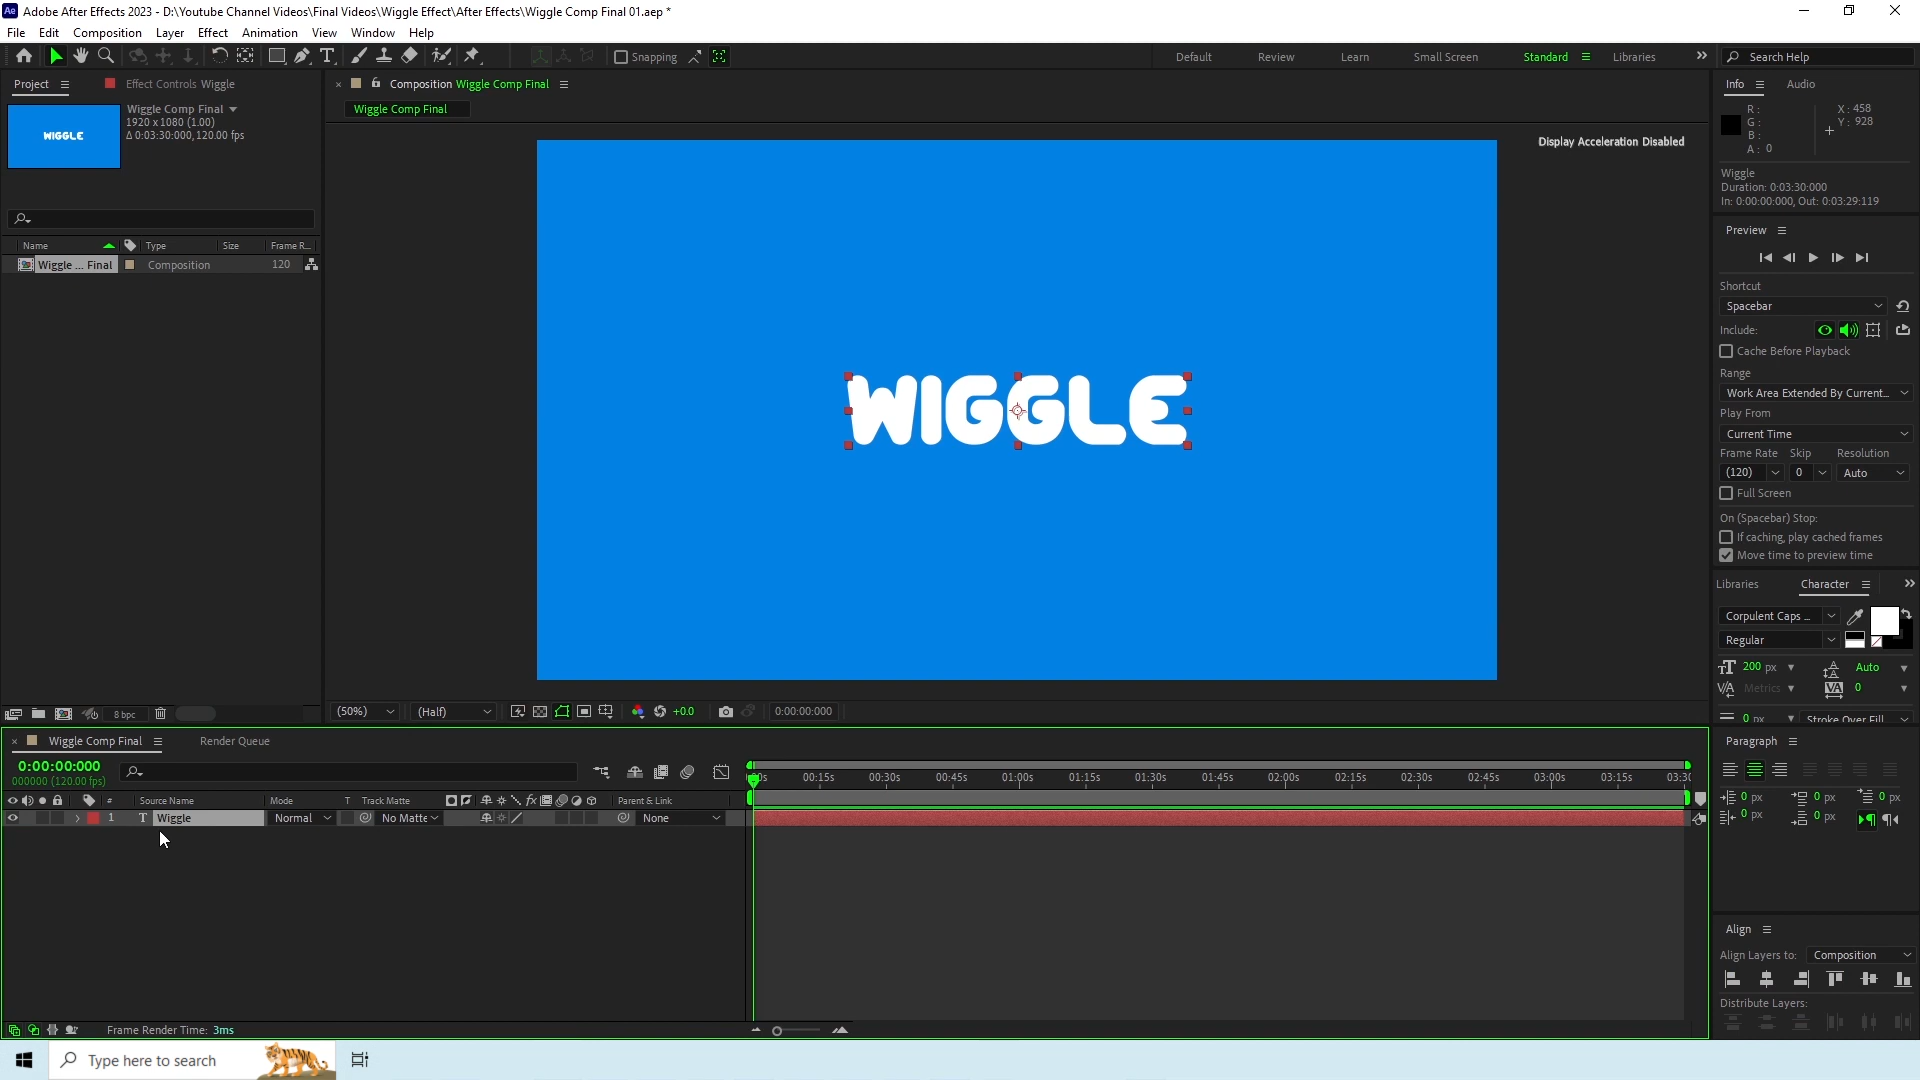 Adobe After Effects 2023 - D:\Youtube Channel Videos\Final Videos\Wiggle Effect\After Effects\Wiggle Comp Final 01.aep *
File Edit Composition Layer Effect Animation View Window Help
Snapping
Default Review Learn Small Screen Standard Libraries Search Help
Project Effect Controls Wiggle
Composition Wiggle Comp Final
Info Audio
Wiggle Comp Final
1920 x 1080 (1.00)
Δ 0:03:30:000, 120.00 fps
Wiggle Comp Final
R:
G:
B:
A: 0
X: 458
Y: 928
Display Acceleration Disabled
Wiggle
Duration: 0:03:30:000
In: 0:00:00:000, Out: 0:03:29:119
Preview
Name Type Size Frame R...
Wiggle ... Final Composition 120
Shortcut
Spacebar
Include:
Cache Before Playback
Range
Work Area Extended By Current...
Play From
Current Time
Frame Rate Skip Resolution
(120) 0 Auto
Full Screen
On (Spacebar) Stop:
If caching, play cached frames
Move time to preview time
WIGGLE
WIGGLE
Libraries Character
Corpulent Caps ...
Regular
200 px Auto
Metrics 0
0 px Stroke Over Fill
8 bpc
(50%) (Half) +0.0 0:00:00:000
Wiggle Comp Final Render Queue
0:00:00:000
000000 (120.00 fps)
00s 00:15s 00:30s 00:45s 01:00s 01:15s 01:30s 01:45s 02:00s 02:15s 02:30s 02:45s 03:00s 03:15s 03:30
# Source Name Mode T Track Matte Parent & Link
1 T Wiggle Normal No Matte None
Paragraph
0 px 0 px 0 px
0 px 0 px
Align
Align Layers to: Composition
Distribute Layers:
Frame Render Time: 3ms
Type here to search